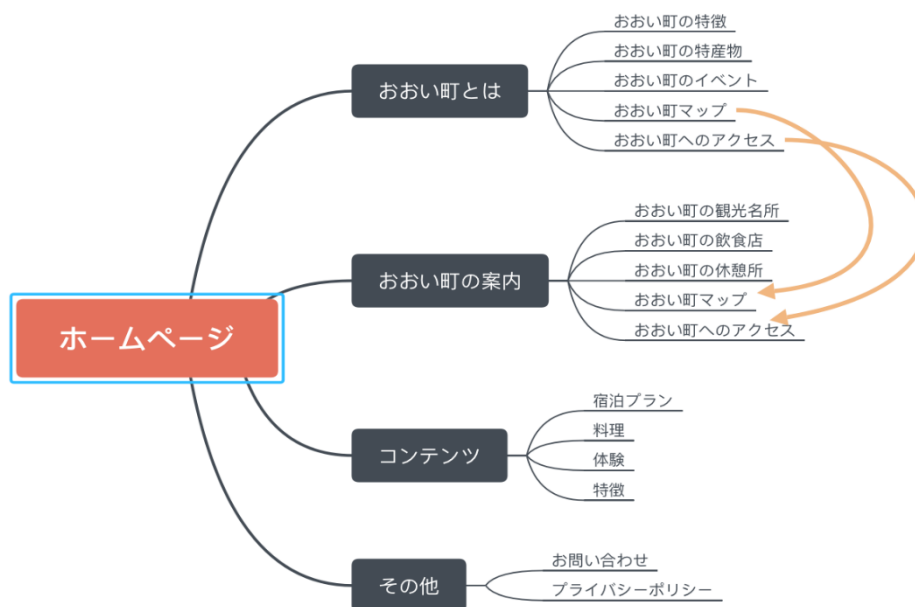 ホームページ
おおい町とは
おおい町の特徴
おおい町の特産物
おおい町のイベント
おおい町マップ
おおい町へのアクセス
おおい町の案内
おおい町の観光名所
おおい町の飲食店
おおい町の休憩所
おおい町マップ
おおい町へのアクセス
コンテンツ
宿泊プラン
料理
体験
特徴
その他
お問い合わせ
プライバシーポリシー